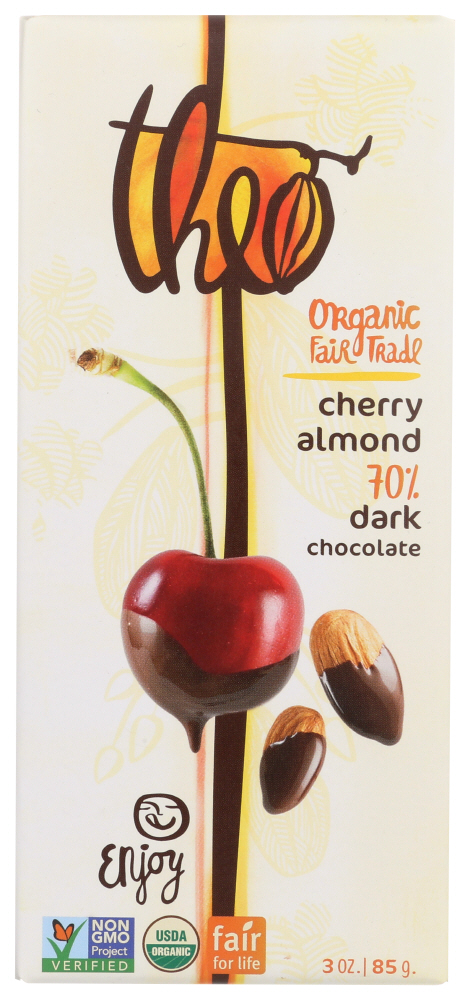 theo
Organic
Fair Trade
cherry
almond
70%
dark
chocolate
Enjoy
NON
GMO
Project
VERIFIED
USDA
ORGANIC
fair
for life
3 oz. | 85 g.